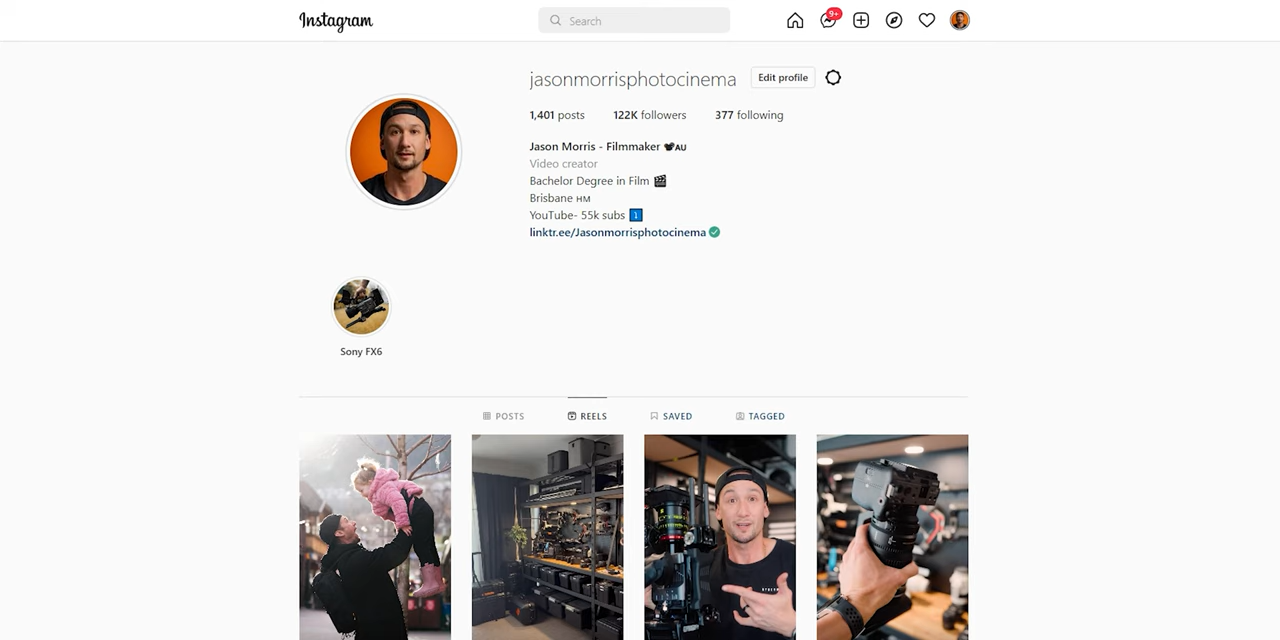 Instagram
Search
9+
jasonmorrisphotocinema
Edit profile
1,401 posts 122K followers 377 following
Jason Morris - Filmmaker 🐨AU
Video creator
Bachelor Degree in Film 🎬
Brisbane HM
YouTube- 55k subs
linktr.ee/Jasonmorrisphotocinema
Sony FX6
POSTS REELS SAVED TAGGED